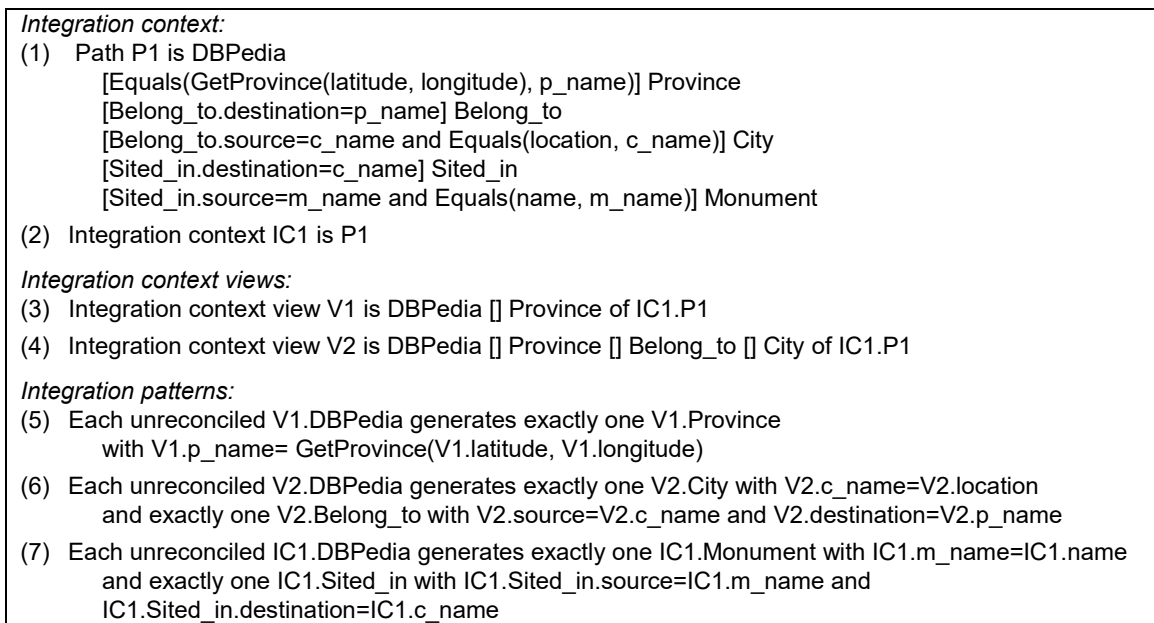 Integration context:
(1) Path P1 is DBPedia
[Equals(GetProvince(latitude, longitude), p_name)] Province
[Belong_to.destination=p_name] Belong_to
[Belong_to.source=c_name and Equals(location, c_name)] City
[Sited_in.destination=c_name] Sited_in
[Sited_in.source=m_name and Equals(name, m_name)] Monument
(2) Integration context IC1 is P1
Integration context views:
(3) Integration context view V1 is DBPedia [] Province of IC1.P1
(4) Integration context view V2 is DBPedia [] Province [] Belong_to [] City of IC1.P1
Integration patterns:
(5) Each unreconciled V1.DBPedia generates exactly one V1.Province
with V1.p_name= GetProvince(V1.latitude, V1.longitude)
(6) Each unreconciled V2.DBPedia generates exactly one V2.City with V2.c_name=V2.location
and exactly one V2.Belong_to with V2.source=V2.c_name and V2.destination=V2.p_name
(7) Each unreconciled IC1.DBPedia generates exactly one IC1.Monument with IC1.m_name=IC1.name
and exactly one IC1.Sited_in with IC1.Sited_in.source=IC1.m_name and
IC1.Sited_in.destination=IC1.c_name